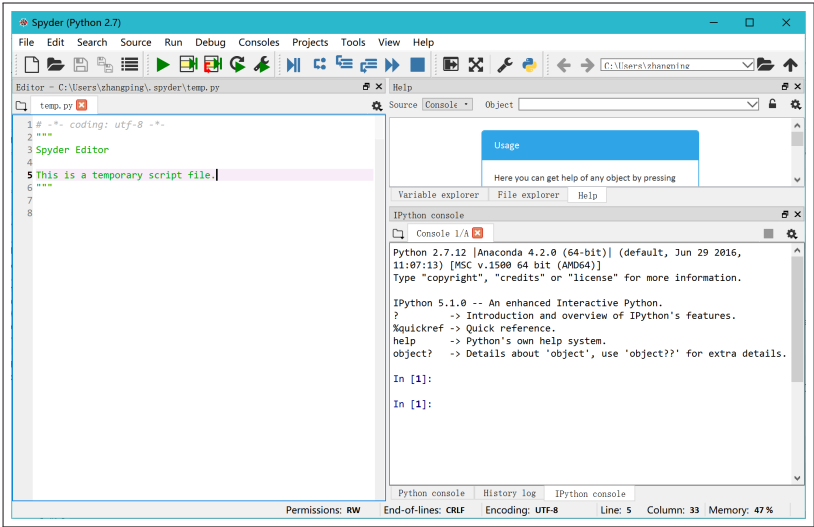 Spyder (Python 2.7)
File Edit Search Source Run Debug Consoles Projects Tools View Help
C:\Users\zhangping
Editor - C:\Users\zhangping\.spyder\temp.py
temp.py
1 # -*- coding: utf-8 -*-
2 """
3 Spyder Editor
4
5 This is a temporary script file.
6 """
7
8
Help
Source Console Object
Usage
Here you can get help of any object by pressing
Variable explorer File explorer Help
IPython console
Console 1/A
Python 2.7.12 |Anaconda 4.2.0 (64-bit)| (default, Jun 29 2016,
11:07:13) [MSC v.1500 64 bit (AMD64)]
Type "copyright", "credits" or "license" for more information.
IPython 5.1.0 -- An enhanced Interactive Python.
? -> Introduction and overview of IPython's features.
%quickref -> Quick reference.
help -> Python's own help system.
object? -> Details about 'object', use 'object??' for extra details.
In [1]:
In [1]:
Python console History log IPython console
Permissions: RW End-of-lines: CRLF Encoding: UTF-8 Line: 5 Column: 33 Memory: 47 %